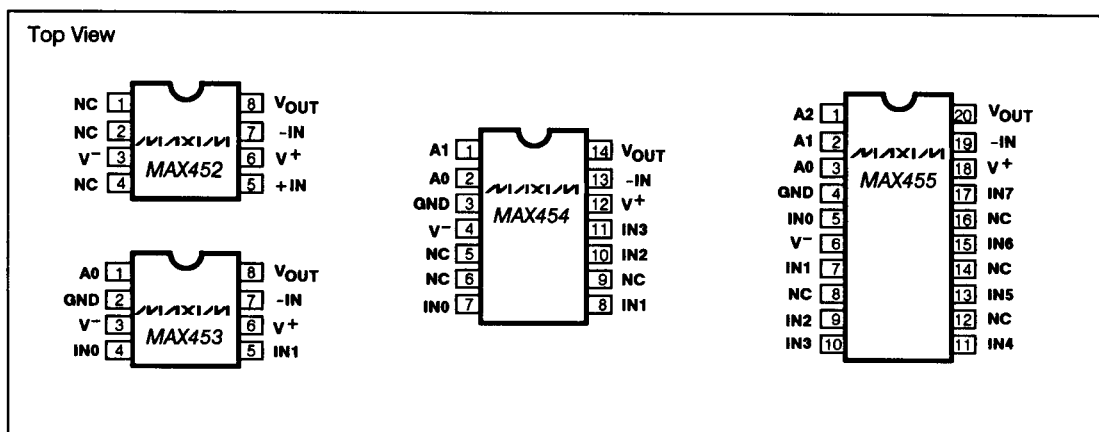 Top View
NC 1 8 VOUT
NC 2 7 -IN
V- 3 6 V+
NC 4 5 +IN
MAXIM
MAX452
A0 1 8 VOUT
GND 2 7 -IN
V- 3 6 V+
IN0 4 5 IN1
MAXIM
MAX453
A1 1 14 VOUT
A0 2 13 -IN
GND 3 12 V+
V- 4 11 IN3
NC 5 10 IN2
NC 6 9 NC
IN0 7 8 IN1
MAXIM
MAX454
A2 1 20 VOUT
A1 2 19 -IN
A0 3 18 V+
GND 4 17 IN7
IN0 5 16 NC
V- 6 15 IN6
IN1 7 14 NC
NC 8 13 IN5
IN2 9 12 NC
IN3 10 11 IN4
MAXIM
MAX455